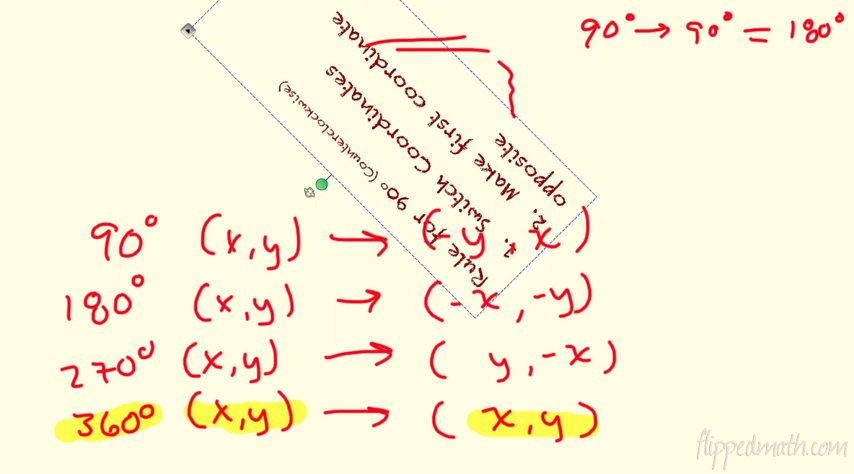 90° → 90° = 180°
Rule for 90° (Counterclockwise)
1. Switch Coordinates
2. Make first coordinate
opposite
90° (x,y) → (-y, x)
180° (x,y) → (-x,-y)
270° (x,y) → (y,-x)
360° (x,y) → (x,y)
flippedmath.com